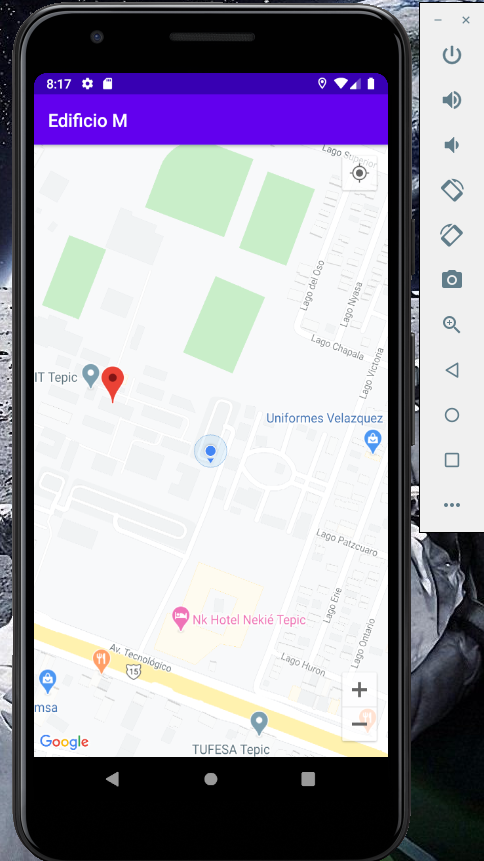 8:17
Edificio M
Lago Superior
Lago del Oso
Lago Nyasa
Lago Chapala
Lago Victoria
IT Tepic
Uniformes Velazquez
Lago Patzcuaro
Lago Erie
Lago Ontario
Nk Hotel Nekié Tepic
Av. Tecnológico
15
Lago Huron
msa
Google
TUFESA Tepic